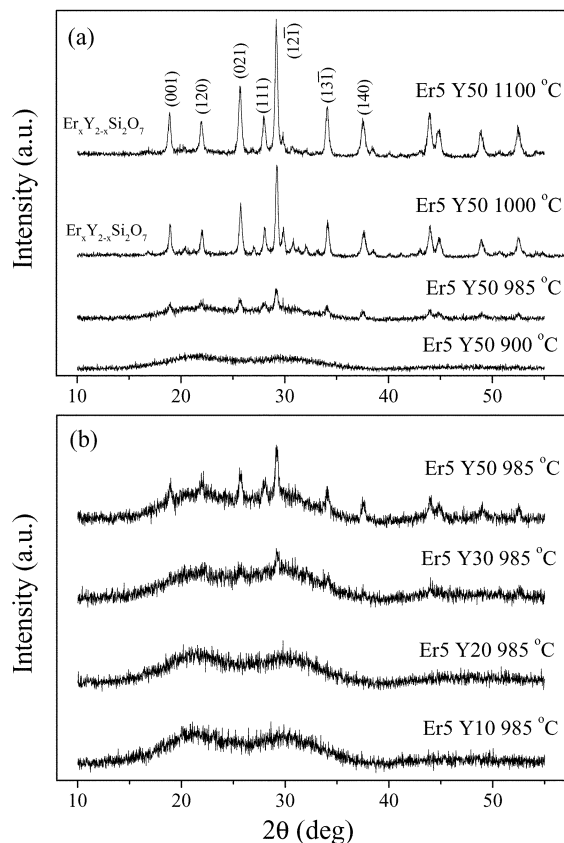 (a)
(001)
(120)
(021)
(111)
(12̅1̅)
(13̅1̅)
(140)
Er5 Y50 1100 °C
ErₓY₂₋ₓSi₂O₇
Er5 Y50 1000 °C
ErₓY₂₋ₓSi₂O₇
Er5 Y50 985 °C
Er5 Y50 900 °C
Intensity (a.u.)
10 20 30 40 50
(b)
Er5 Y50 985 °C
Er5 Y30 985 °C
Er5 Y20 985 °C
Er5 Y10 985 °C
Intensity (a.u.)
10 20 30 40 50
2θ (deg)